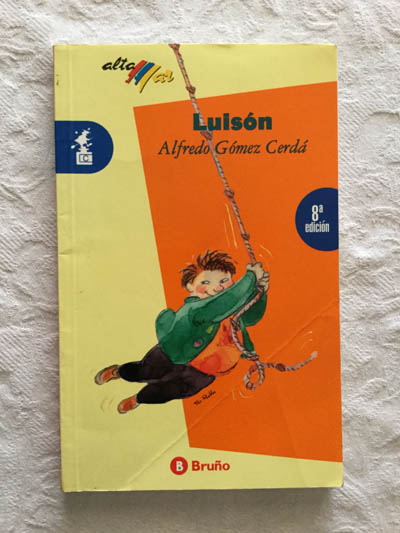 alta
mar
Luisón
Alfredo Gómez Cerdá
8ª
edición
B Bruño